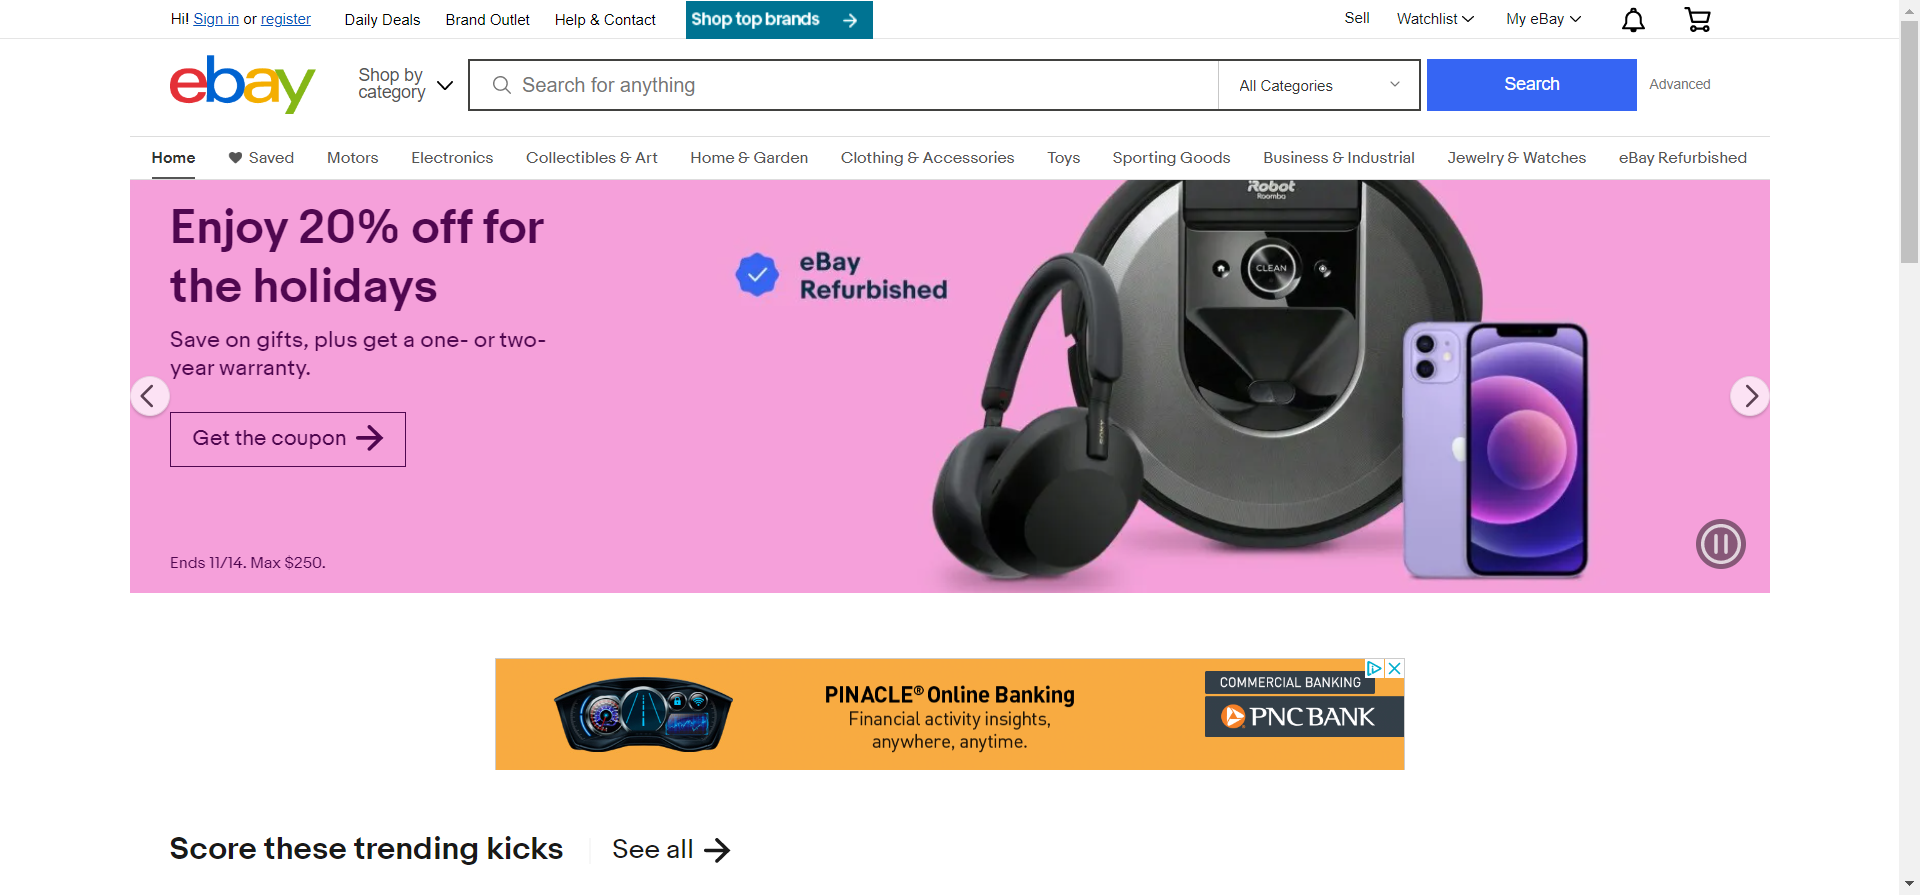 Hi! Sign in or register
Daily Deals
Brand Outlet
Help & Contact
Shop top brands
Sell
Watchlist
My eBay
ebay
Shop by
category
Search for anything
All Categories
Search
Advanced
Home
Saved
Motors
Electronics
Collectibles & Art
Home & Garden
Clothing & Accessories
Toys
Sporting Goods
Business & Industrial
Jewelry & Watches
eBay Refurbished
Enjoy 20% off for
the holidays
Save on gifts, plus get a one- or two-
year warranty.
Get the coupon
Ends 11/14. Max $250.
eBay
Refurbished
iRobot
Roomba
CLEAN
SONY
PINACLE® Online Banking
Financial activity insights,
anywhere, anytime.
COMMERCIAL BANKING
PNC BANK
Score these trending kicks
See all